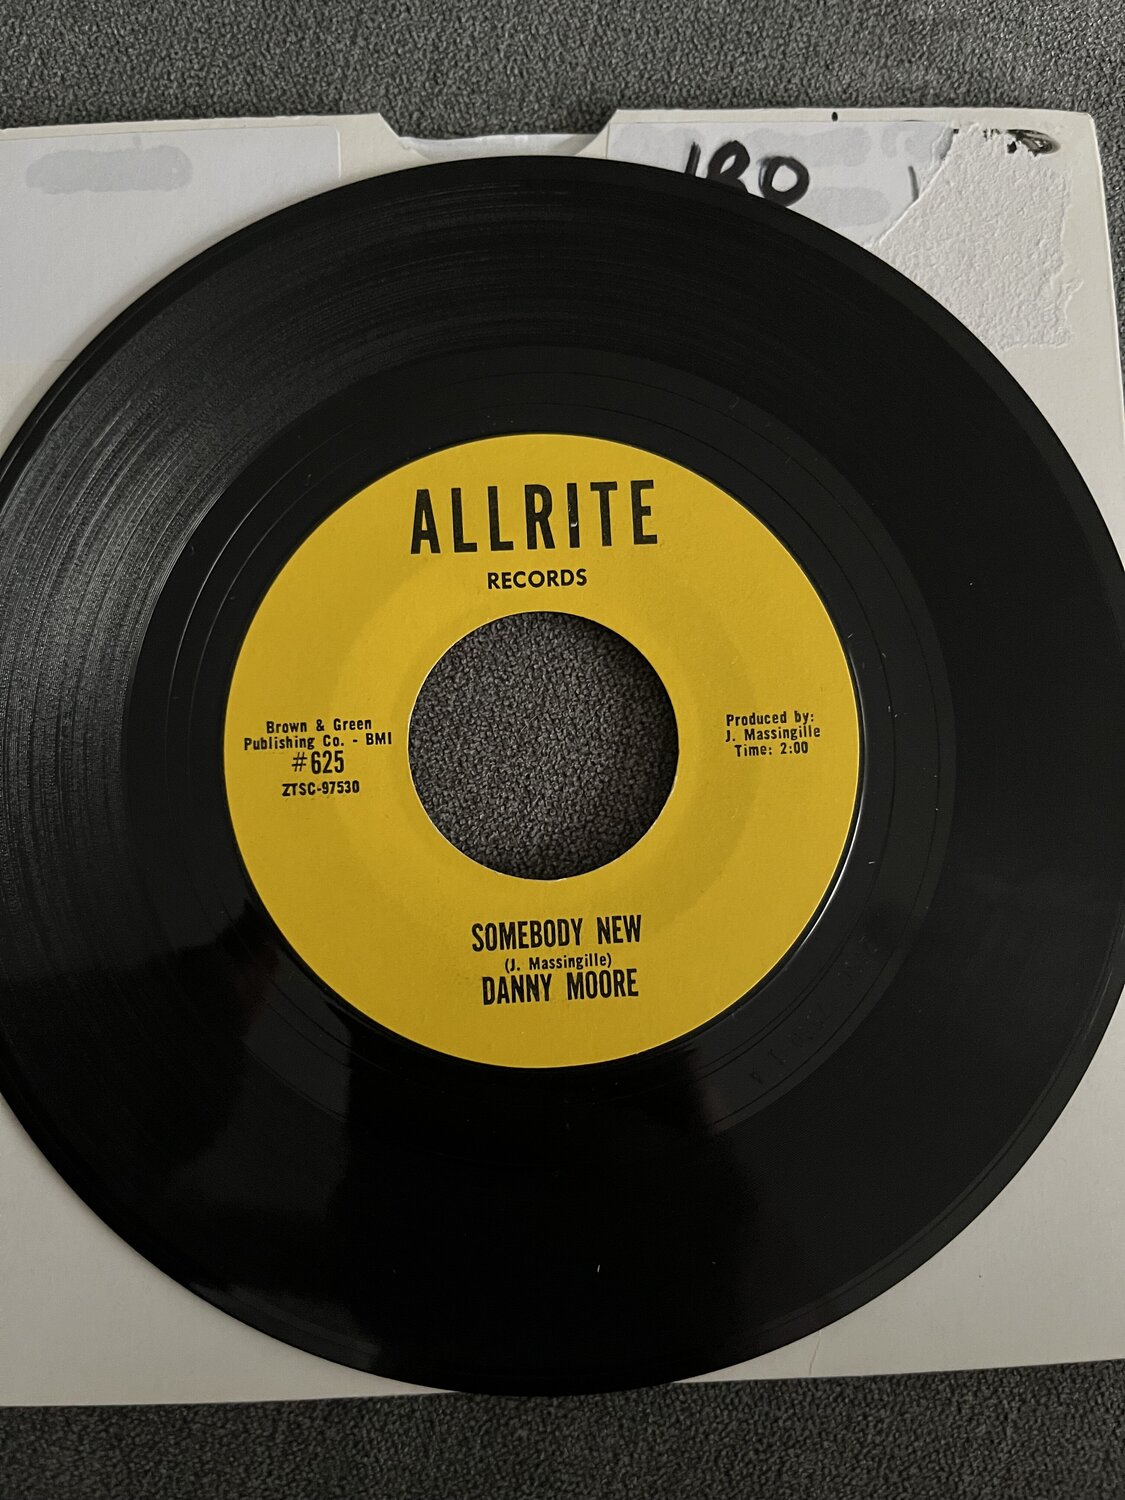 180
ALLRITE
RECORDS
Brown & Green
Publishing Co. - BMI
#625
ZTSC-97530
Produced by:
J. Massingille
Time: 2:00
SOMEBODY NEW
(J. Massingille)
DANNY MOORE